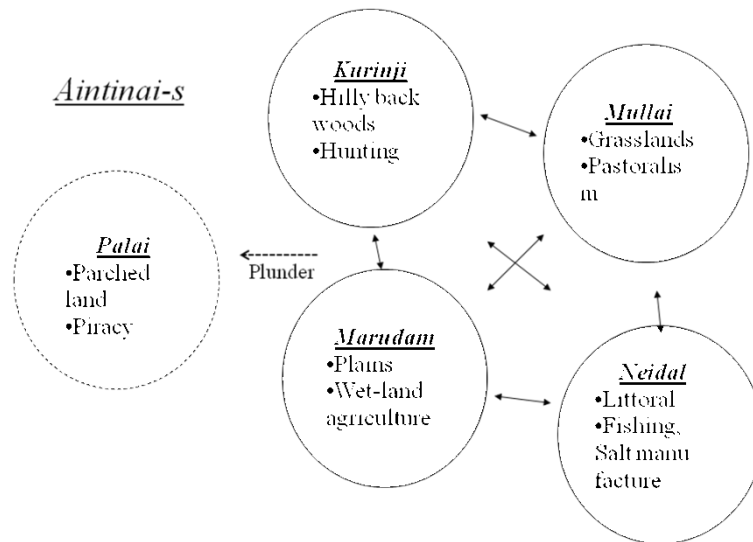 Aintinai-s
Kurinji
•Hilly back
woods
•Hunting
Mullai
•Grasslands
•Pastoralis
m
Palai
•Parched
land
•Piracy
Plunder
Marudam
•Plains
•Wet-land
agriculture
Neidal
•Littoral
•Fishing,
Salt manu
facture